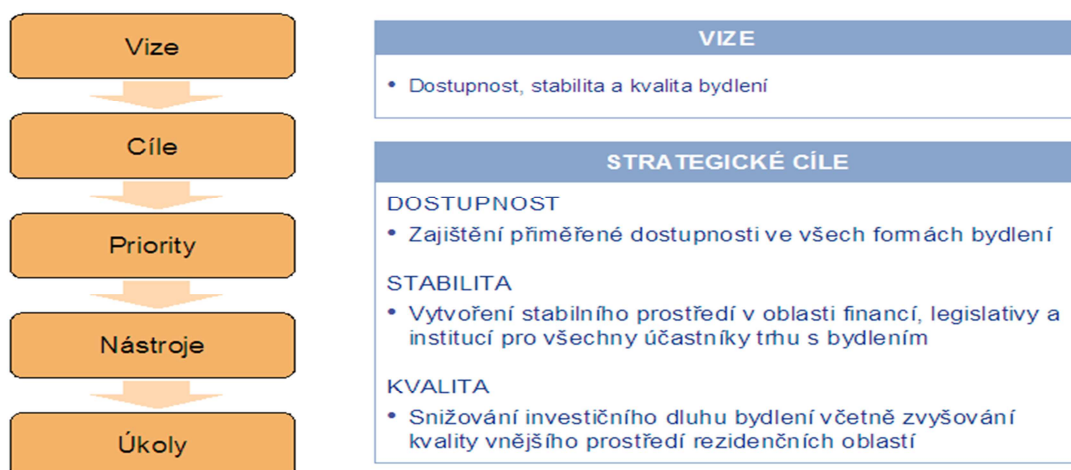 Vize
Cíle
Priority
Nástroje
Úkoly
VIZE
• Dostupnost, stabilita a kvalita bydlení
STRATEGICKÉ CÍLE
DOSTUPNOST
• Zajištění přiměřené dostupnosti ve všech formách bydlení
STABILITA
• Vytvoření stabilního prostředí v oblasti financí, legislativy a
institucí pro všechny účastníky trhu s bydlením
KVALITA
• Snižování investičního dluhu bydlení včetně zvyšování
kvality vnějšího prostředí rezidenčních oblastí